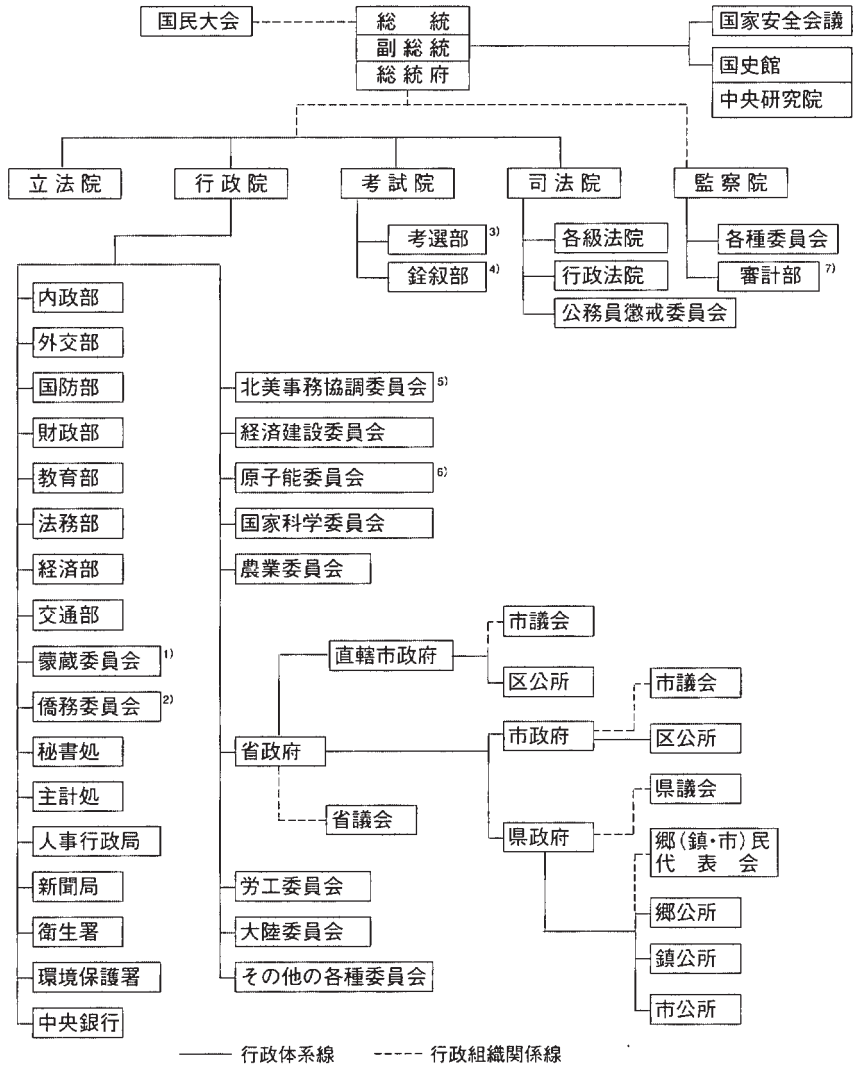 国民大会
総統
副総統
総統府
国家安全会議
国史館
中央研究院
立法院
行政院
考試院
司法院
監察院
考選部 3)
銓叙部 4)
各級法院
行政法院
公務員懲戒委員会
各種委員会
審計部 7)
内政部
外交部
国防部
財政部
教育部
法務部
経済部
交通部
蒙蔵委員会 1)
僑務委員会 2)
秘書処
主計処
人事行政局
新聞局
衛生署
環境保護署
中央銀行
北美事務協調委員会 5)
経済建設委員会
原子能委員会 6)
国家科学委員会
農業委員会
省政府
労工委員会
大陸委員会
その他の各種委員会
直轄市政府
省議会
市議会
区公所
市政府
県政府
市議会
区公所
県議会
郷(鎮・市)民
代表会
郷公所
鎮公所
市公所
行政体系線
行政組織関係線